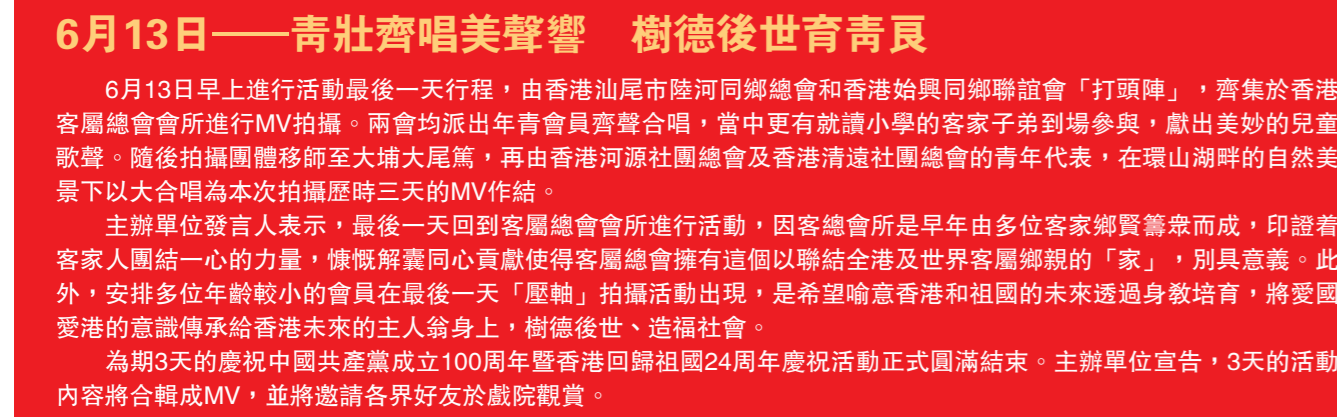 6月13日——青壯齊唱美聲響　樹德後世育青良
6月13日早上進行活動最後一天行程，由香港汕尾市陸河同鄉總會和香港始興同鄉聯誼會「打頭陣」，齊集於香港
客屬總會會所進行MV拍攝。兩會均派出年青會員齊聲合唱，當中更有就讀小學的客家子弟到場參與，獻出美妙的兒童
歌聲。隨後拍攝團體移師至大埔大尾篤，再由香港河源社團總會及香港清遠社團總會的青年代表，在環山湖畔的自然美
景下以大合唱為本次拍攝歷時三天的MV作結。
主辦單位發言人表示，最後一天回到客屬總會會所進行活動，因客總會所是早年由多位客家鄉賢籌衆而成，印證着
客家人團結一心的力量，慷慨解囊同心貢獻使得客屬總會擁有這個以聯結全港及世界客屬鄉親的「家」，別具意義。此
外，安排多位年齡較小的會員在最後一天「壓軸」拍攝活動出現，是希望喻意香港和祖國的未來透過身教培育，將愛國
愛港的意識傳承給香港未來的主人翁身上，樹德後世、造福社會。
為期3天的慶祝中國共產黨成立100周年暨香港回歸祖國24周年慶祝活動正式圓滿結束。主辦單位宣告，3天的活動
內容將合輯成MV，並將邀請各界好友於戲院觀賞。